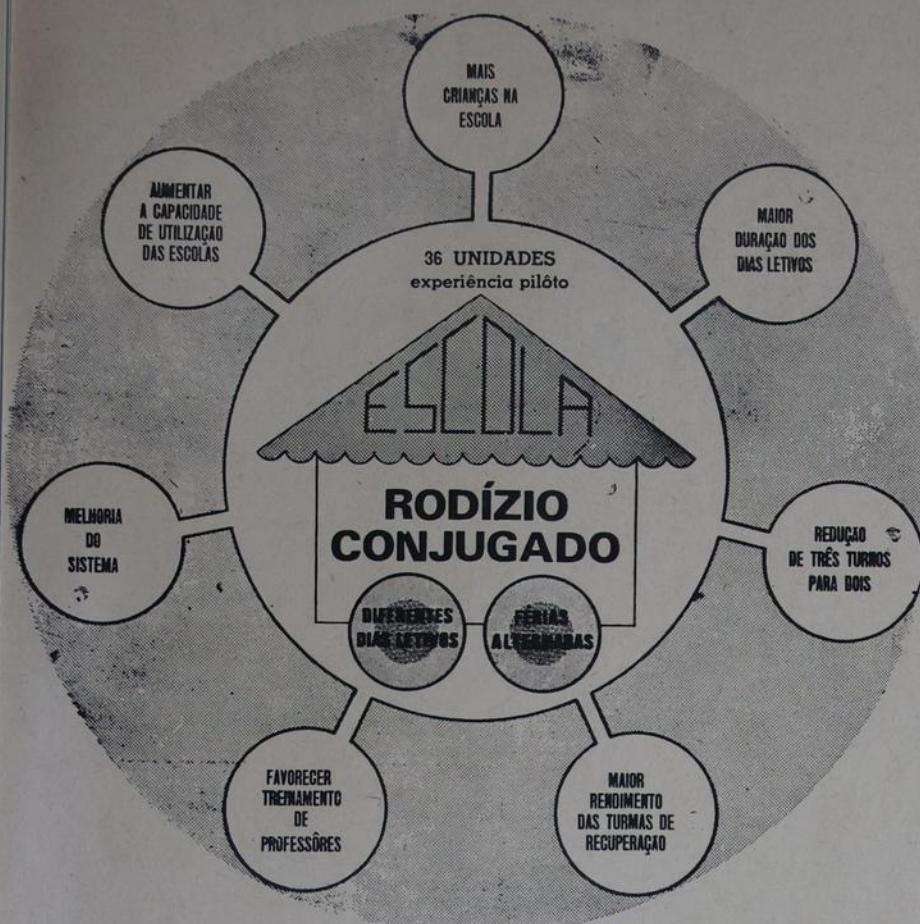 MAIS
CRIANÇAS NA
ESCOLA
AUMENTAR
A CAPACIDADE
DE UTILIZAÇÃO
DAS ESCOLAS
MAIOR
DURAÇÃO DOS
DIAS LETIVOS
36 UNIDADES
experiência pilôto
ESCOLA
RODÍZIO
CONJUGADO
MELHORIA
DO
SISTEMA
REDUÇÃO
DE TRÊS TURNOS
PARA DOIS
DIFERENTES
DIAS LETIVOS
FÉRIAS
ALTERNADAS
FAVORECER
TREINAMENTO
DE
PROFESSÔRES
MAIOR
RENDIMENTO
DAS TURMAS DE
RECUPERAÇÃO